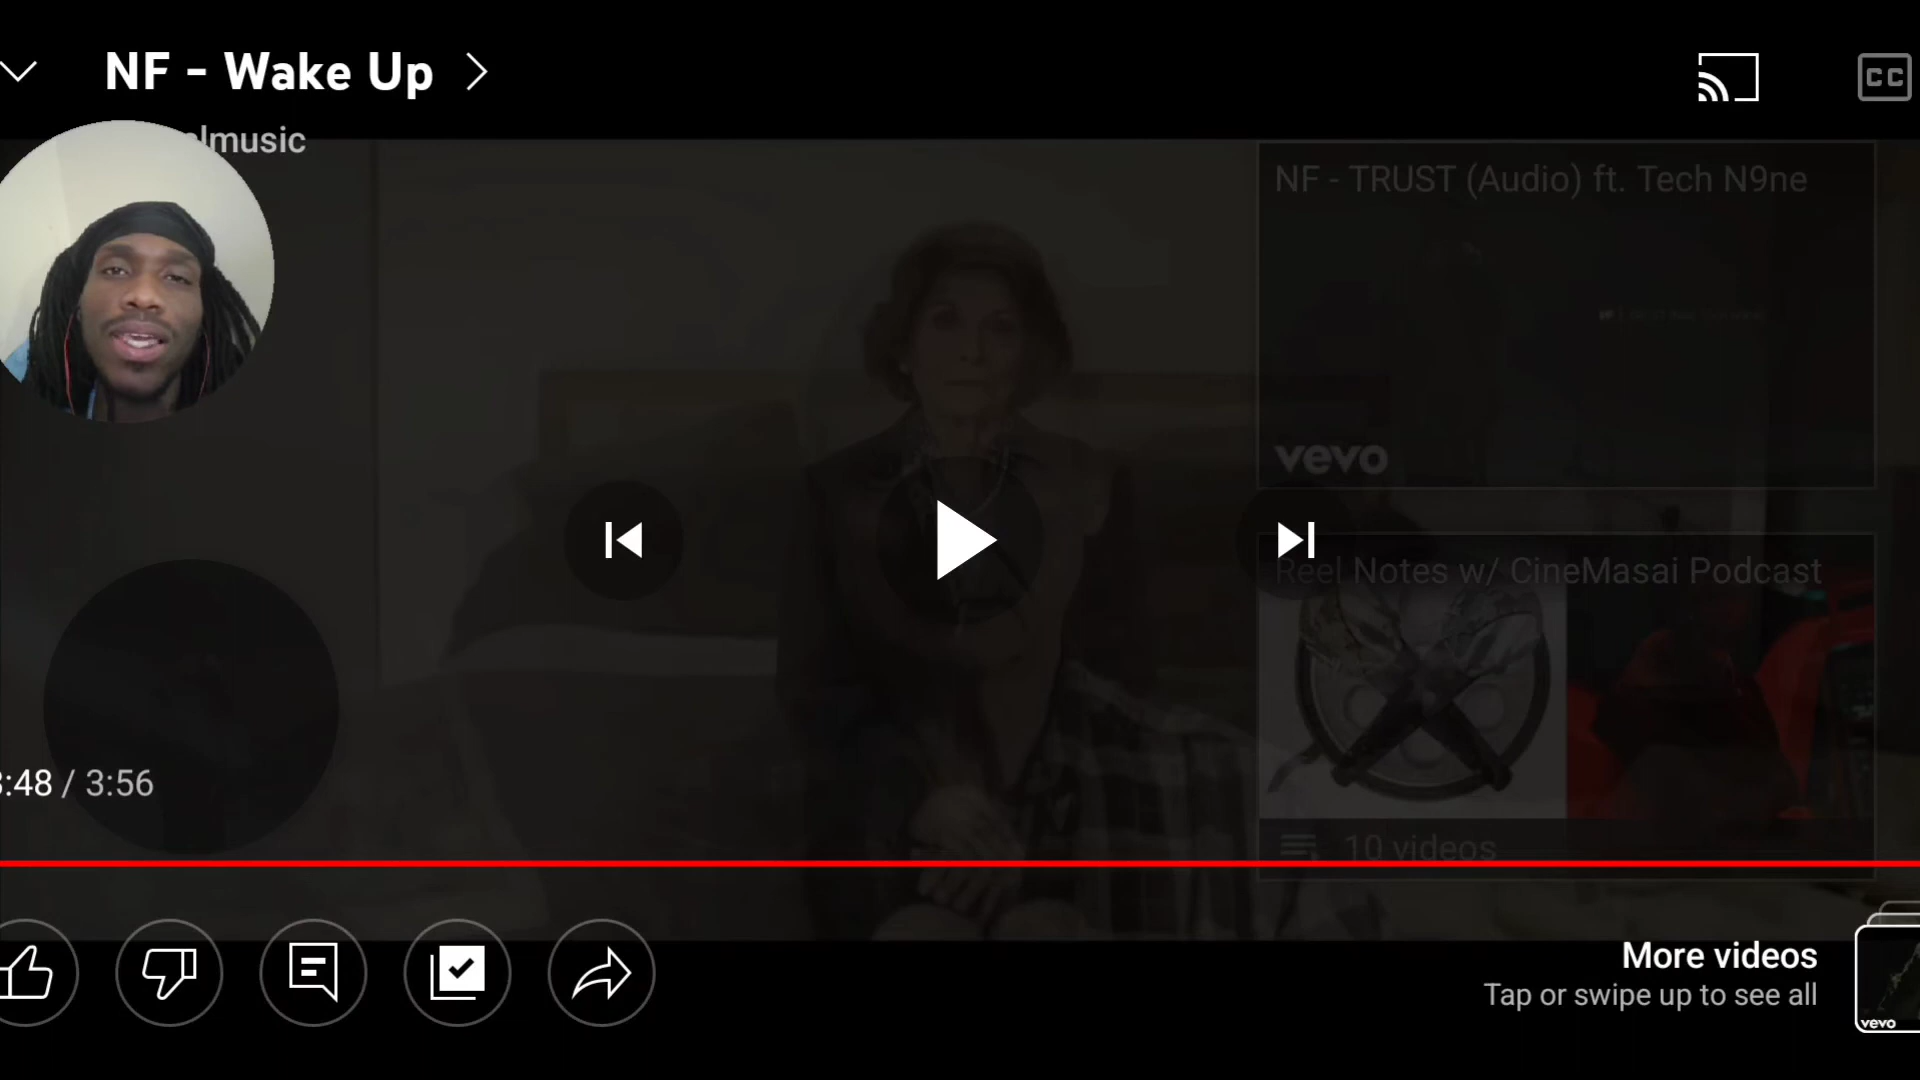 NF - Wake Up
lmusic
CC
NF - TRUST (Audio) ft. Tech N9ne
vevo
Reel Notes w/ CineMasai Podcast
10 videos
:48 / 3:56
More videos
Tap or swipe up to see all
vevo